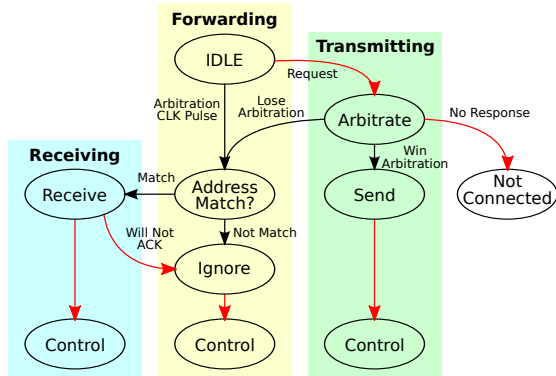 Forwarding
Transmitting
IDLE
Request
Arbitration
CLK Pulse
Lose
Arbitration
Arbitrate
No Response
Win
Arbitration
Receiving
Match
Receive
Address
Match?
Send
Not
Connected
Will Not
ACK
Not Match
Ignore
Control
Control
Control